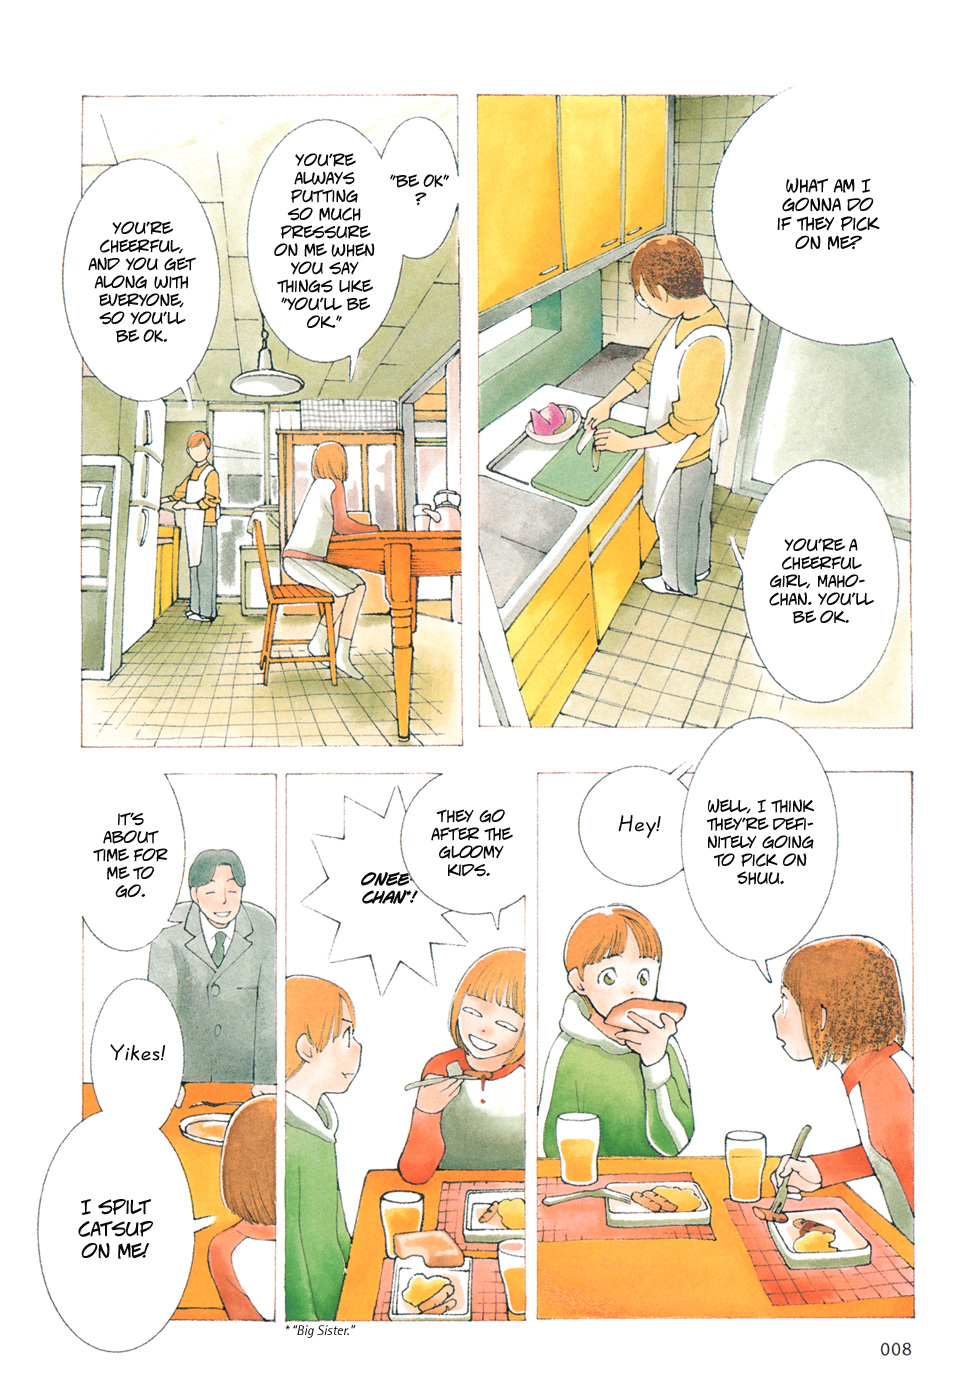 WHAT AM I
GONNA DO
IF THEY PICK
ON ME?
YOU'RE A
CHEERFUL
GIRL, MAHO-
CHAN. YOU'LL
BE OK.
"BE OK"
?
YOU'RE
ALWAYS
PUTTING
SO MUCH
PRESSURE
ON ME WHEN
YOU SAY
THINGS LIKE
"YOU'LL BE
OK."
YOU'RE
CHEERFUL,
AND YOU GET
ALONG WITH
EVERYONE,
SO YOU'LL
BE OK.
WELL, I THINK
THEY'RE DEFI-
NITELY GOING
TO PICK ON
SHUU.
Hey!
THEY GO
AFTER THE
GLOOMY
KIDS.
ONEE-
CHAN*!
IT'S
ABOUT
TIME FOR
ME TO
GO.
Yikes!
I SPILT
CATSUP
ON ME!
* "Big Sister."
008